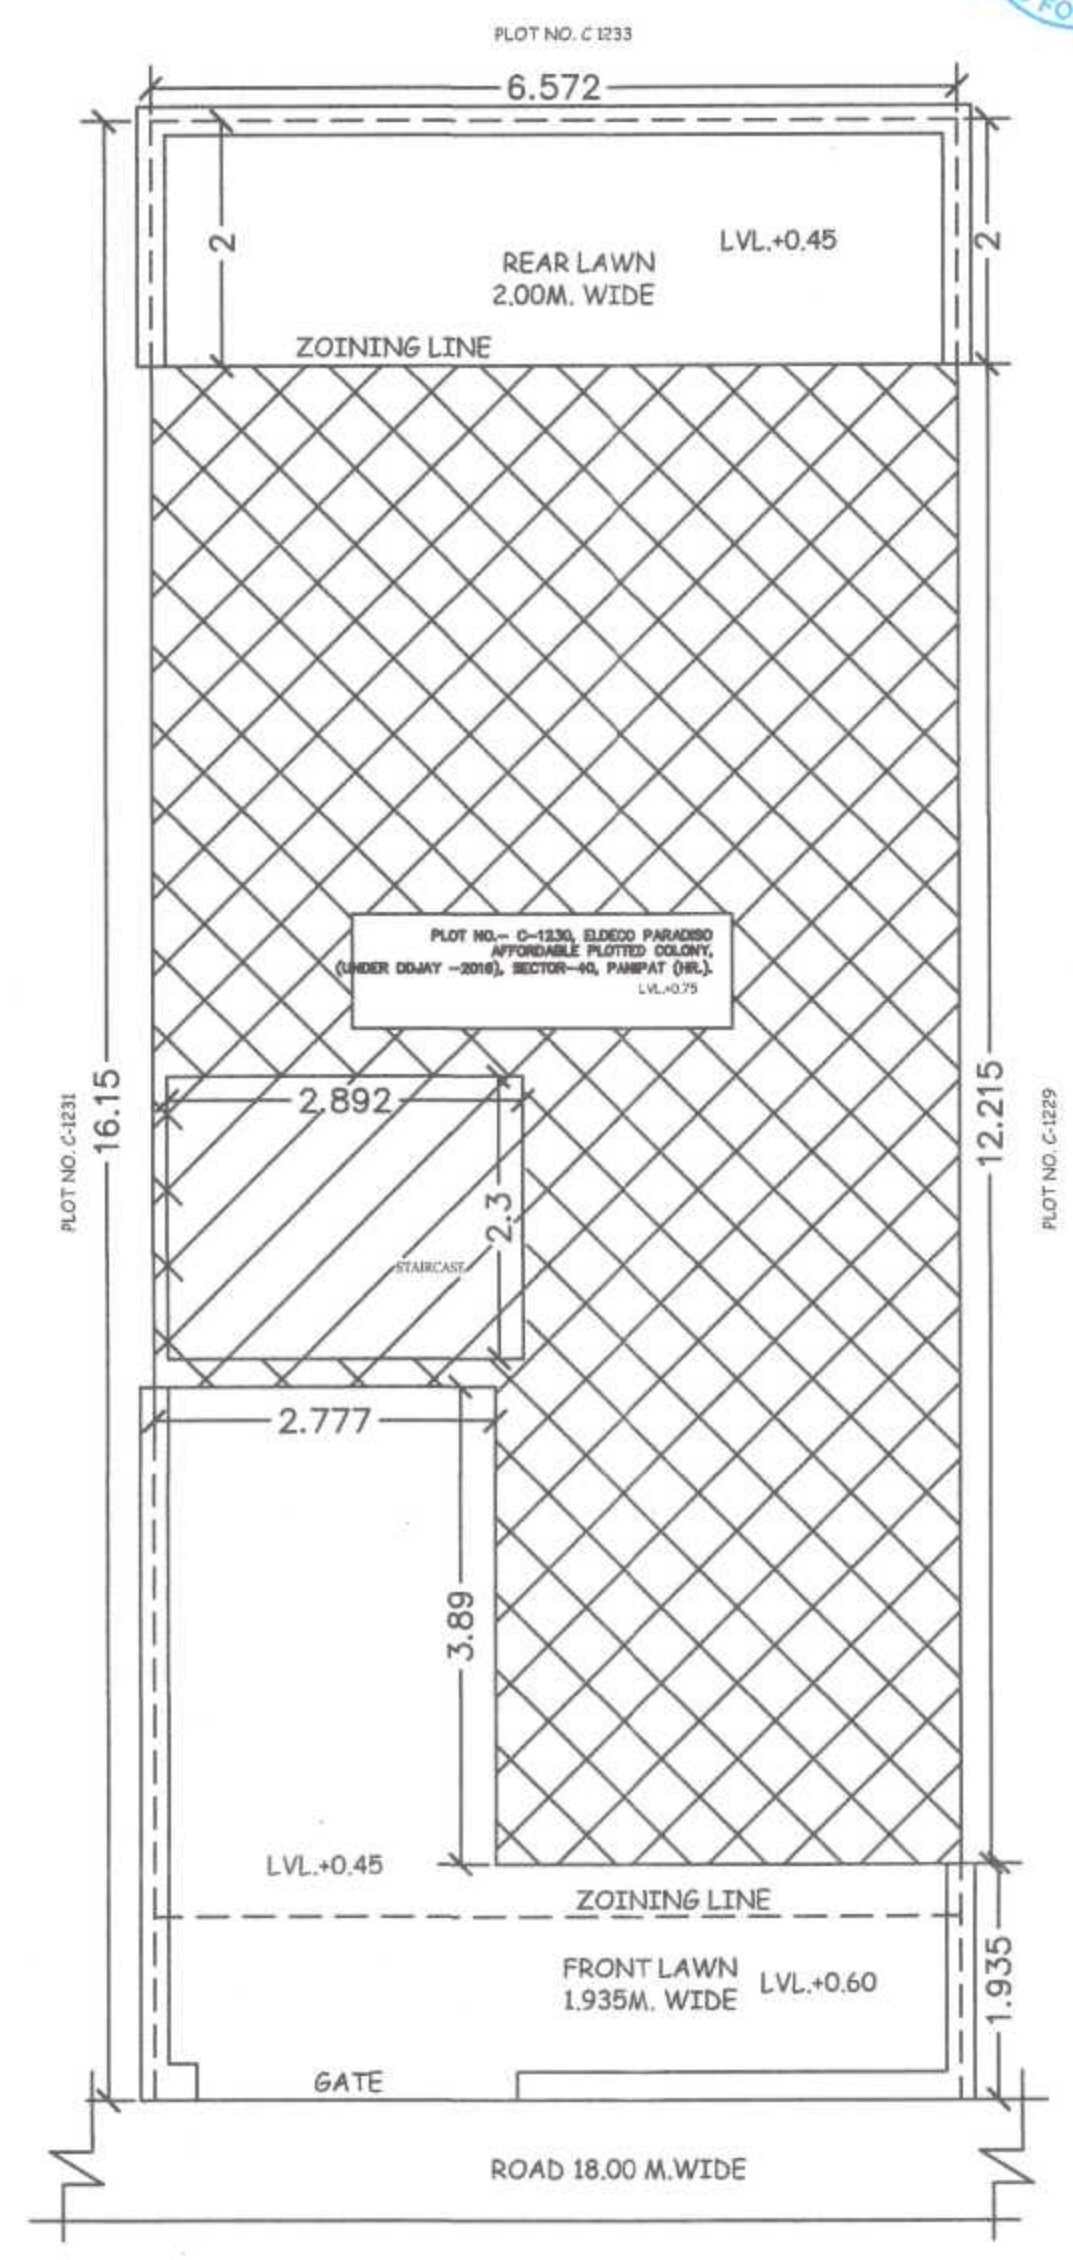 FO
PLOT NO. C 1233
6.572
2
LVL.+0.45
2
REAR LAWN
2.00M. WIDE
ZOINING LINE
PLOT NO.- C-1230, ELDECO PARADISO
AFFORDABLE PLOTTED COLONY,
(UNDER DDJAY -2016), SECTOR-40, PANIPAT (HR.).
LVL.+0.75
PLOT NO. C-1231
16.15
2.892
2.3
STAIRCASE
12.215
PLOT NO. C-1229
2.777
3.89
LVL.+0.45
ZOINING LINE
FRONT LAWN
1.935M. WIDE
LVL.+0.60
1.935
GATE
ROAD 18.00 M.WIDE